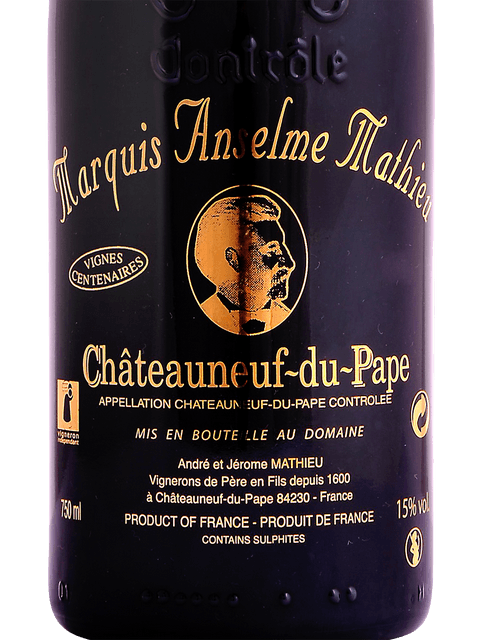 Contrôle
Marquis Anselme Mathieu
VIGNES
CENTENAIRES
Châteauneuf~du~Pape
APPELLATION CHATEAUNEUF-DU-PAPE CONTROLEE
vigneron
indépendant
MIS EN BOUTEILLE AU DOMAINE
André et Jérome MATHIEU
Vignerons de Père en Fils depuis 1600
à Châteauneuf-du-Pape 84230 - France
750 ml
15% vol.
PRODUCT OF FRANCE - PRODUIT DE FRANCE
CONTAINS SULPHITES